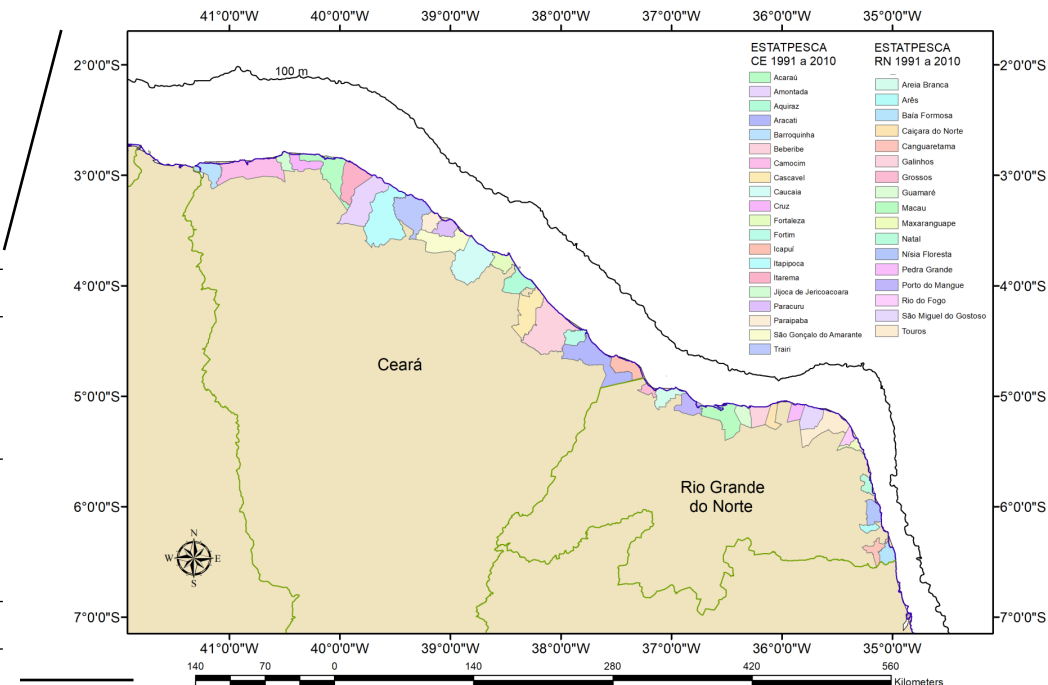 41°0'0"W 40°0'0"W 39°0'0"W 38°0'0"W 37°0'0"W 36°0'0"W 35°0'0"W
2°0'0"S 2°0'0"S
3°0'0"S 3°0'0"S
4°0'0"S 4°0'0"S
5°0'0"S 5°0'0"S
6°0'0"S 6°0'0"S
7°0'0"S 7°0'0"S
100 m
ESTATPESCA
CE 1991 a 2010
Acaraú
Amontada
Aquiraz
Aracati
Barroquinha
Beberibe
Camocim
Cascavel
Caucaia
Cruz
Fortaleza
Fortim
Icapuí
Itapipoca
Itarema
Jijoca de Jericoacoara
Paracuru
Paraipaba
São Gonçalo do Amarante
Trairi
ESTATPESCA
RN 1991 a 2010
Areia Branca
Arês
Baía Formosa
Caiçara do Norte
Canguaretama
Galinhos
Grossos
Guamaré
Macau
Maxaranguape
Natal
Nísia Floresta
Pedra Grande
Porto do Mangue
Rio do Fogo
São Miguel do Gostoso
Touros
Ceará
Rio Grande
do Norte
N
W E
S
41°0'0"W 40°0'0"W 39°0'0"W 38°0'0"W 37°0'0"W 36°0'0"W 35°0'0"W
140 70 0 140 280 420 560
Kilometers